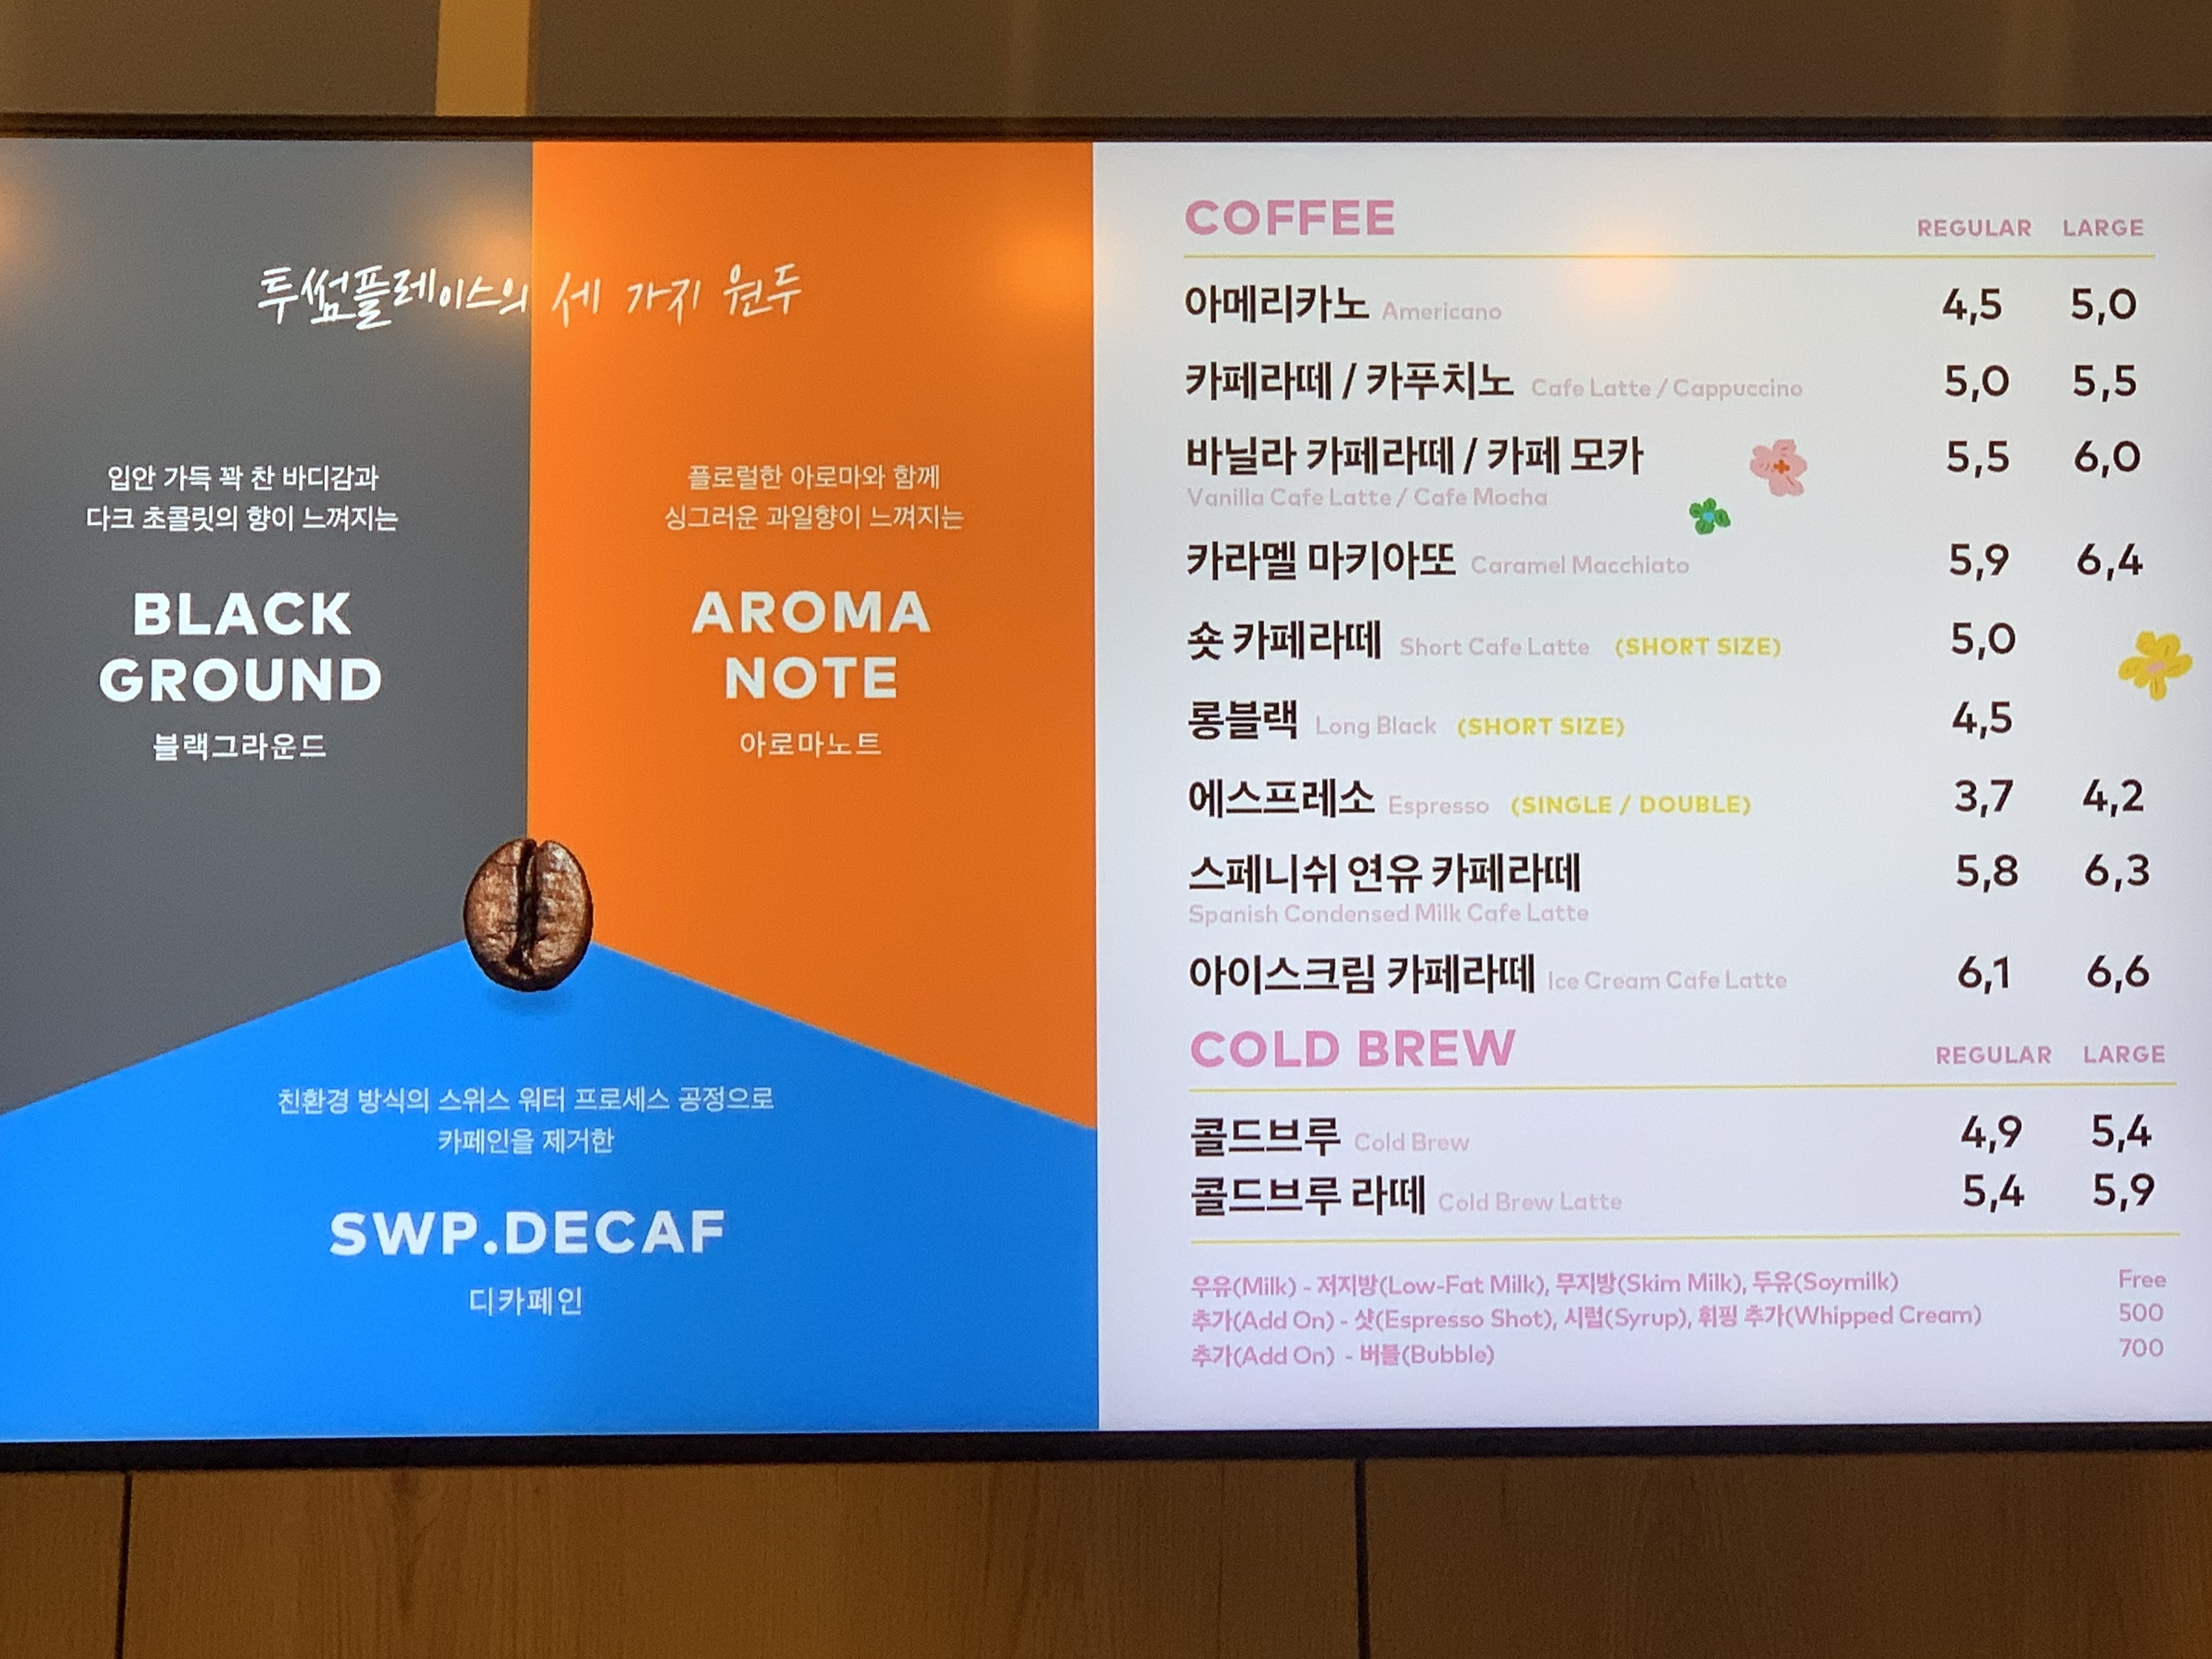 투썸플레이스의 세 가지 원두
입안 가득 꽉 찬 바디감과
다크 초콜릿의 향이 느껴지는
BLACK
GROUND
블랙그라운드
플로럴한 아로마와 함께
싱그러운 과일향이 느껴지는
AROMA
NOTE
아로마노트
친환경 방식의 스위스 워터 프로세스 공정으로
카페인을 제거한
SWP.DECAF
디카페인
COFFEE REGULAR LARGE
아메리카노 Americano 4,5 5,0
카페라떼 / 카푸치노 Cafe Latte / Cappuccino 5,0 5,5
바닐라 카페라떼 / 카페 모카 5,5 6,0
Vanilla Cafe Latte / Cafe Mocha
카라멜 마키아또 Caramel Macchiato 5,9 6,4
숏 카페라떼 Short Cafe Latte (SHORT SIZE) 5,0
롱블랙 Long Black (SHORT SIZE) 4,5
에스프레소 Espresso (SINGLE / DOUBLE) 3,7 4,2
스페니쉬 연유 카페라떼 5,8 6,3
Spanish Condensed Milk Cafe Latte
아이스크림 카페라떼 Ice Cream Cafe Latte 6,1 6,6
COLD BREW REGULAR LARGE
콜드브루 Cold Brew 4,9 5,4
콜드브루 라떼 Cold Brew Latte 5,4 5,9
우유(Milk) - 저지방(Low-Fat Milk), 무지방(Skim Milk), 두유(Soymilk) Free
추가(Add On) - 샷(Espresso Shot), 시럽(Syrup), 휘핑 추가(Whipped Cream) 500
추가(Add On) - 버블(Bubble) 700